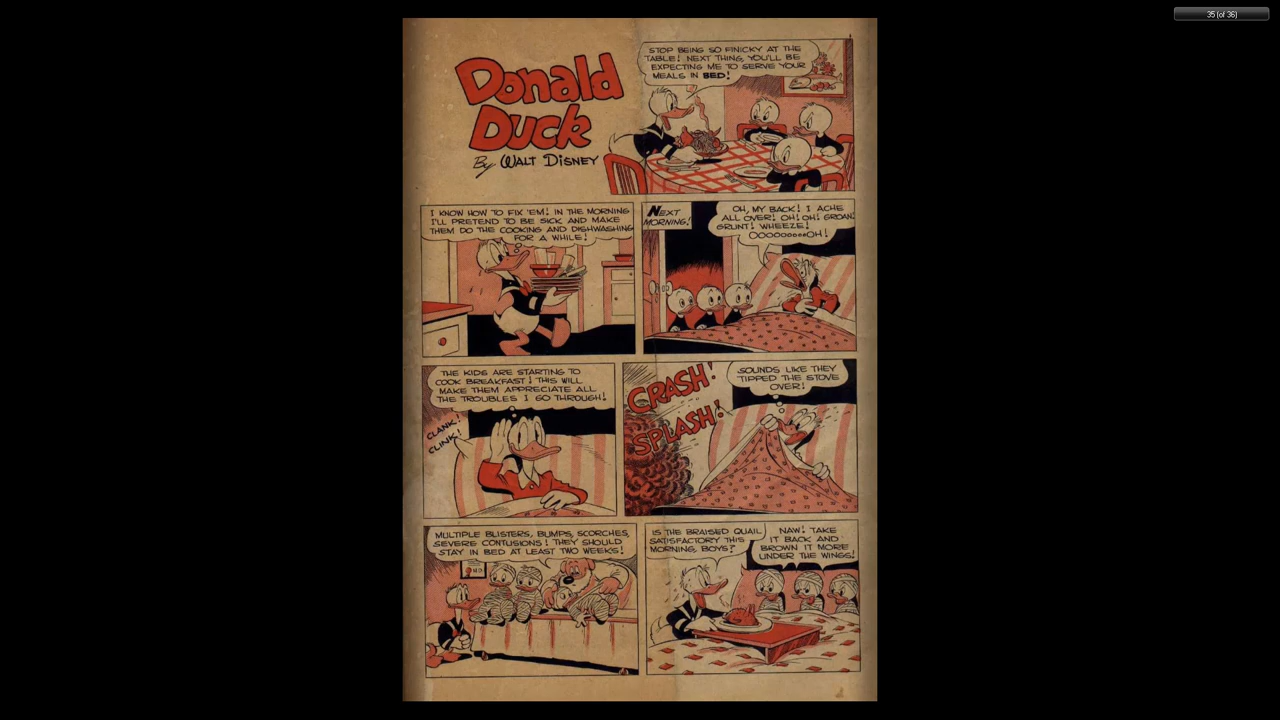 35 (of 36)
Donald
Duck
By WALT DISNEY
STOP BEING SO FINICKY AT THE
TABLE! NEXT THING, YOU'LL BE
EXPECTING ME TO SERVE YOUR
MEALS IN BED!
I KNOW HOW TO FIX 'EM! IN THE MORNING
I'LL PRETEND TO BE SICK AND MAKE
THEM DO THE COOKING AND DISHWASHING
FOR A WHILE!
NEXT
MORNING!
OH, MY BACK! I ACHE
ALL OVER! OH! OH! GROAN!
GRUNT! WHEEZE!
OOOOOOOOOH!
THE KIDS ARE STARTING TO
COOK BREAKFAST! THIS WILL
MAKE THEM APPRECIATE ALL
THE TROUBLES I GO THROUGH!
CLANK!
CLINK!
CRASH!
SPLASH!
SOUNDS LIKE THEY
TIPPED THE STOVE
OVER!
MULTIPLE BLISTERS, BUMPS, SCORCHES,
SEVERE CONTUSIONS! THEY SHOULD
STAY IN BED AT LEAST TWO WEEKS!
IS THE BRAISED QUAIL
SATISFACTORY THIS
MORNING, BOYS?
NAW! TAKE
IT BACK AND
BROWN IT MORE
UNDER THE WINGS!